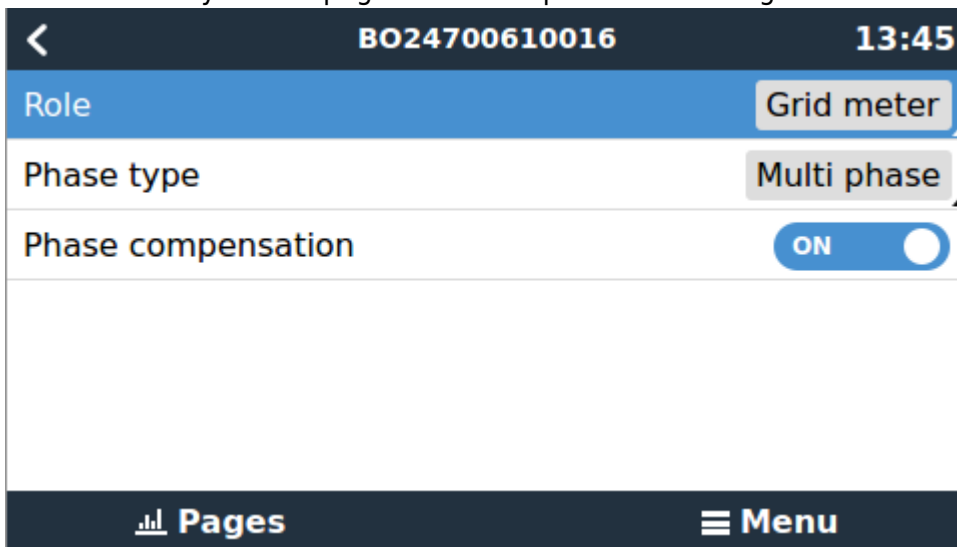 BO24700610016 13:45
Role Grid meter
Phase type Multi phase
Phase compensation ON
Pages Menu